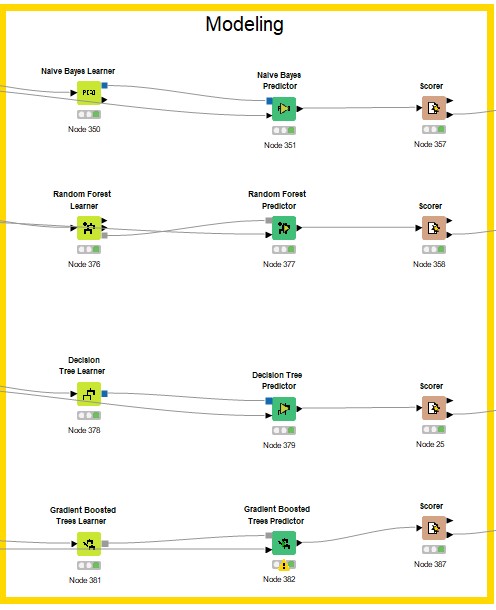 Modeling
Naive Bayes Learner
Naive Bayes
Predictor
Scorer
Node 350
Node 351
Node 357
Random Forest
Learner
Random Forest
Predictor
Scorer
Node 376
Node 377
Node 358
Decision
Tree Learner
Decision Tree
Predictor
Scorer
Node 378
Node 379
Node 25
Gradient Boosted
Trees Learner
Gradient Boosted
Trees Predictor
Scorer
Node 381
Node 382
Node 387